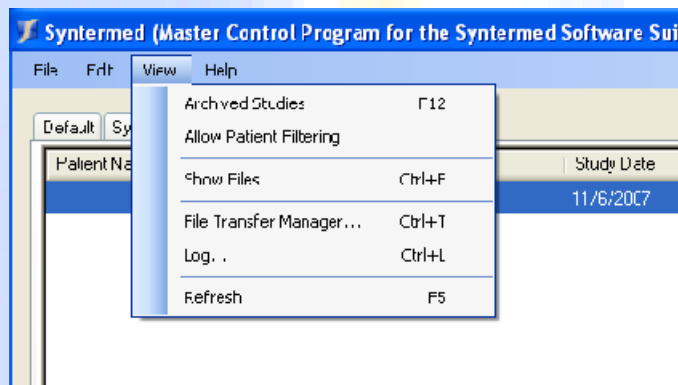 Syntermed (Master Control Program for the Syntermed Software Sui
File Edit View Help
Archived Studies F12
Default Sy
Allow Patient Filtering
Patient Na Study Date
Show Files Ctrl+F
11/6/2007
File Transfer Manager... Ctrl+T
Log... Ctrl+L
Refresh F5